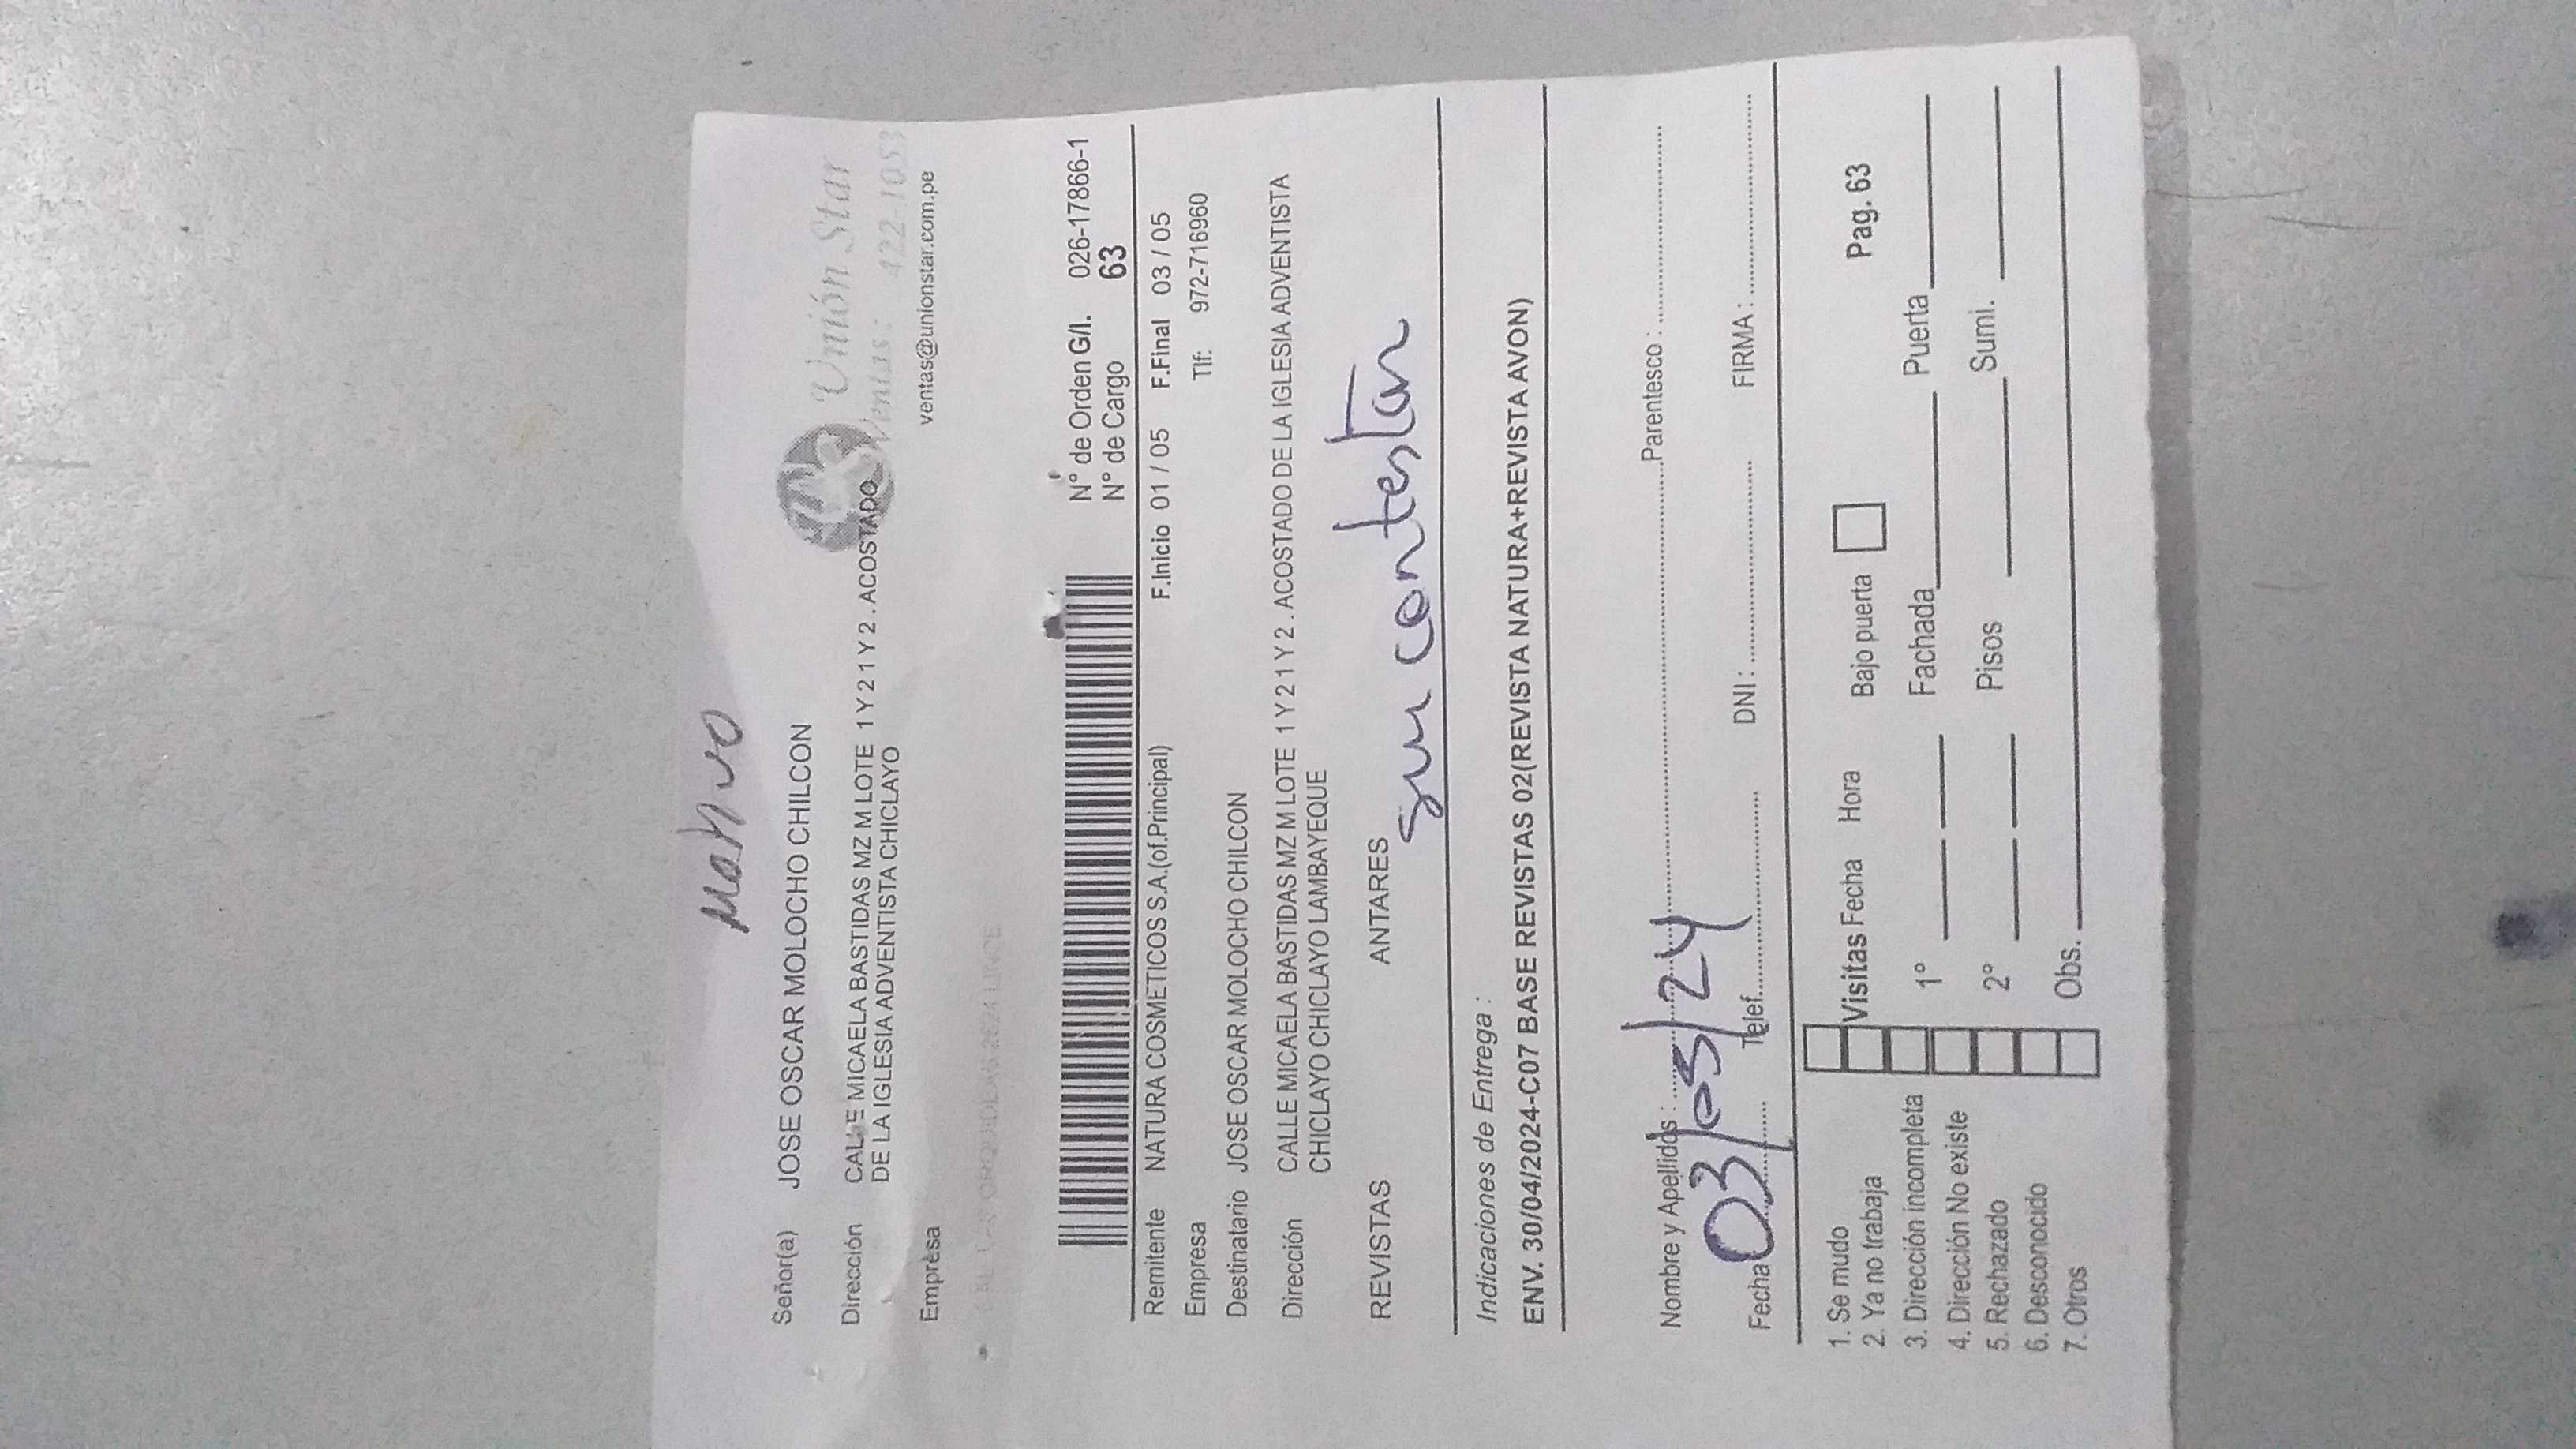 Motivo
Señor(a) JOSE OSCAR MOLOCHO CHILCON
Unión Star
Ventas: 422-1053
Dirección CALLE MICAELA BASTIDAS MZ M LOTE 1 Y 2 1 Y 2 . ACOSTADO
DE LA IGLESIA ADVENTISTA CHICLAYO
ventas@unionstar.com.pe
Empresa
N° de Orden G/I. 026-17866-1
N° de Cargo 63
Remitente NATURA COSMETICOS S.A.(of.Principal) F.Inicio 01 / 05 F.Final 03 / 05
Empresa Tlf: 972-716960
Destinatario JOSE OSCAR MOLOCHO CHILCON
Dirección CALLE MICAELA BASTIDAS MZ M LOTE 1 Y 2 1 Y 2 . ACOSTADO DE LA IGLESIA ADVENTISTA
CHICLAYO CHICLAYO CHICLAYO LAMBAYEQUE
REVISTAS ANTARES
contestan
Indicaciones de Entrega :
ENV. 30/04/2024-C07 BASE REVISTAS 02(REVISTA NATURA+REVISTA AVON)
Nombre y Apellidos : Parentesco :
Fecha 03/05/24 Telef. DNI : FIRMA :
1. Se mudo Visitas Fecha Hora Bajo puerta Pag. 63
2. Ya no trabaja
3. Dirección incompleta 1° Fachada Puerta
4. Dirección No existe
5. Rechazado 2° Pisos Sumi.
6. Desconocido
7. Otros Obs.